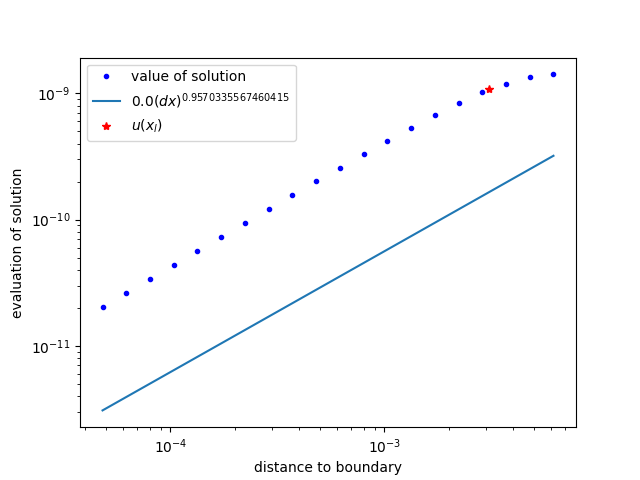 value of solution
0.0(dx)^0.9570335567460415
u(x_l)
10^-9
10^-10
10^-11
evaluation of solution
10^-4
10^-3
distance to boundary